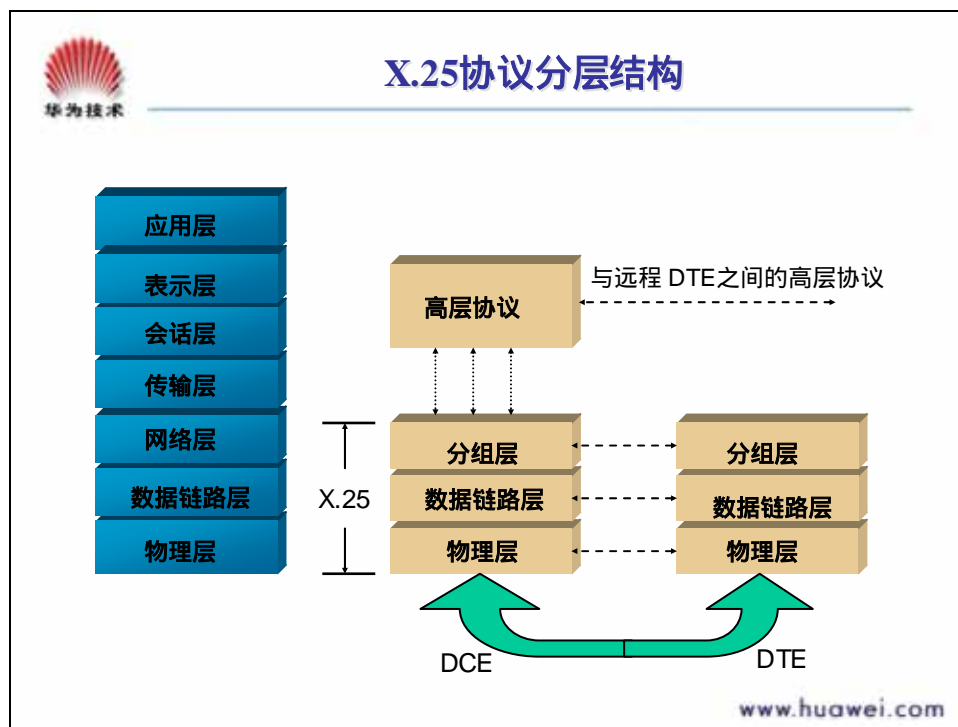 X.25协议分层结构
华为技术
应用层
表示层
会话层
传输层
网络层
数据链路层
物理层
X.25
高层协议
与远程 DTE之间的高层协议
分组层
数据链路层
物理层
分组层
数据链路层
物理层
DCE
DTE
www.huawei.com